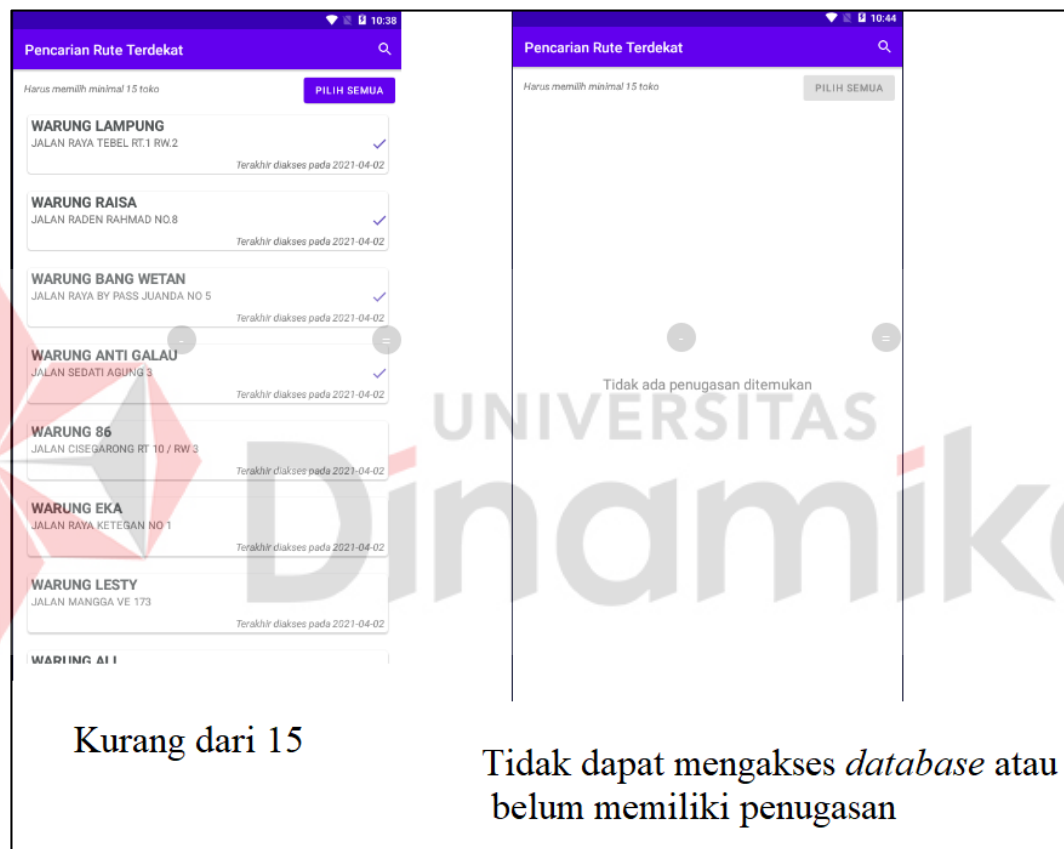 10:38
Pencarian Rute Terdekat
Harus memilih minimal 15 toko
PILIH SEMUA
WARUNG LAMPUNG
JALAN RAYA TEBEL RT.1 RW.2
Terakhir diakses pada 2021-04-02
WARUNG RAISA
JALAN RADEN RAHMAD NO.8
Terakhir diakses pada 2021-04-02
WARUNG BANG WETAN
JALAN RAYA BY PASS JUANDA NO 5
Terakhir diakses pada 2021-04-02
WARUNG ANTI GALAU
JALAN SEDATI AGUNG 3
Terakhir diakses pada 2021-04-02
WARUNG 86
JALAN CISEGARONG RT 10 / RW 3
Terakhir diakses pada 2021-04-02
WARUNG EKA
JALAN RAYA KETEGAN NO 1
Terakhir diakses pada 2021-04-02
WARUNG LESTY
JALAN MANGGA VE 173
Terakhir diakses pada 2021-04-02
WARUNG ALI
Kurang dari 15
10:44
Pencarian Rute Terdekat
Harus memilih minimal 15 toko
PILIH SEMUA
Tidak ada penugasan ditemukan
Tidak dapat mengakses database atau
belum memiliki penugasan
UNIVERSITAS
Dinamika